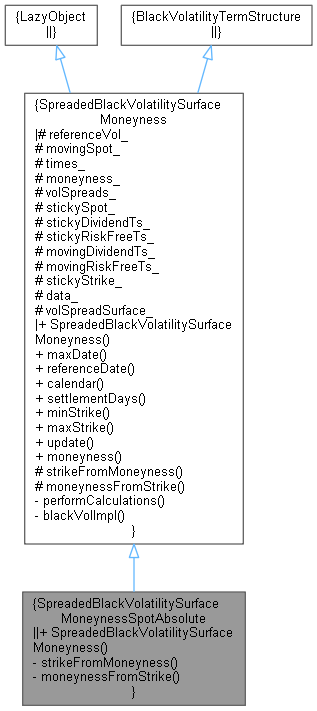 {LazyObject
||}
{BlackVolatilityTermStructure
||}
{SpreadedBlackVolatilitySurface
Moneyness
|# referenceVol_
# movingSpot_
# times_
# moneyness_
# volSpreads_
# stickySpot_
# stickyDividendTs_
# stickyRiskFreeTs_
# movingDividendTs_
# movingRiskFreeTs_
# stickyStrike_
# data_
# volSpreadSurface_
|+ SpreadedBlackVolatilitySurface
Moneyness()
+ maxDate()
+ referenceDate()
+ calendar()
+ settlementDays()
+ minStrike()
+ maxStrike()
+ update()
+ moneyness()
# strikeFromMoneyness()
# moneynessFromStrike()
- performCalculations()
- blackVolImpl()
}
{SpreadedBlackVolatilitySurface
MoneynessSpotAbsolute
||+ SpreadedBlackVolatilitySurface
Moneyness()
- strikeFromMoneyness()
- moneynessFromStrike()
}